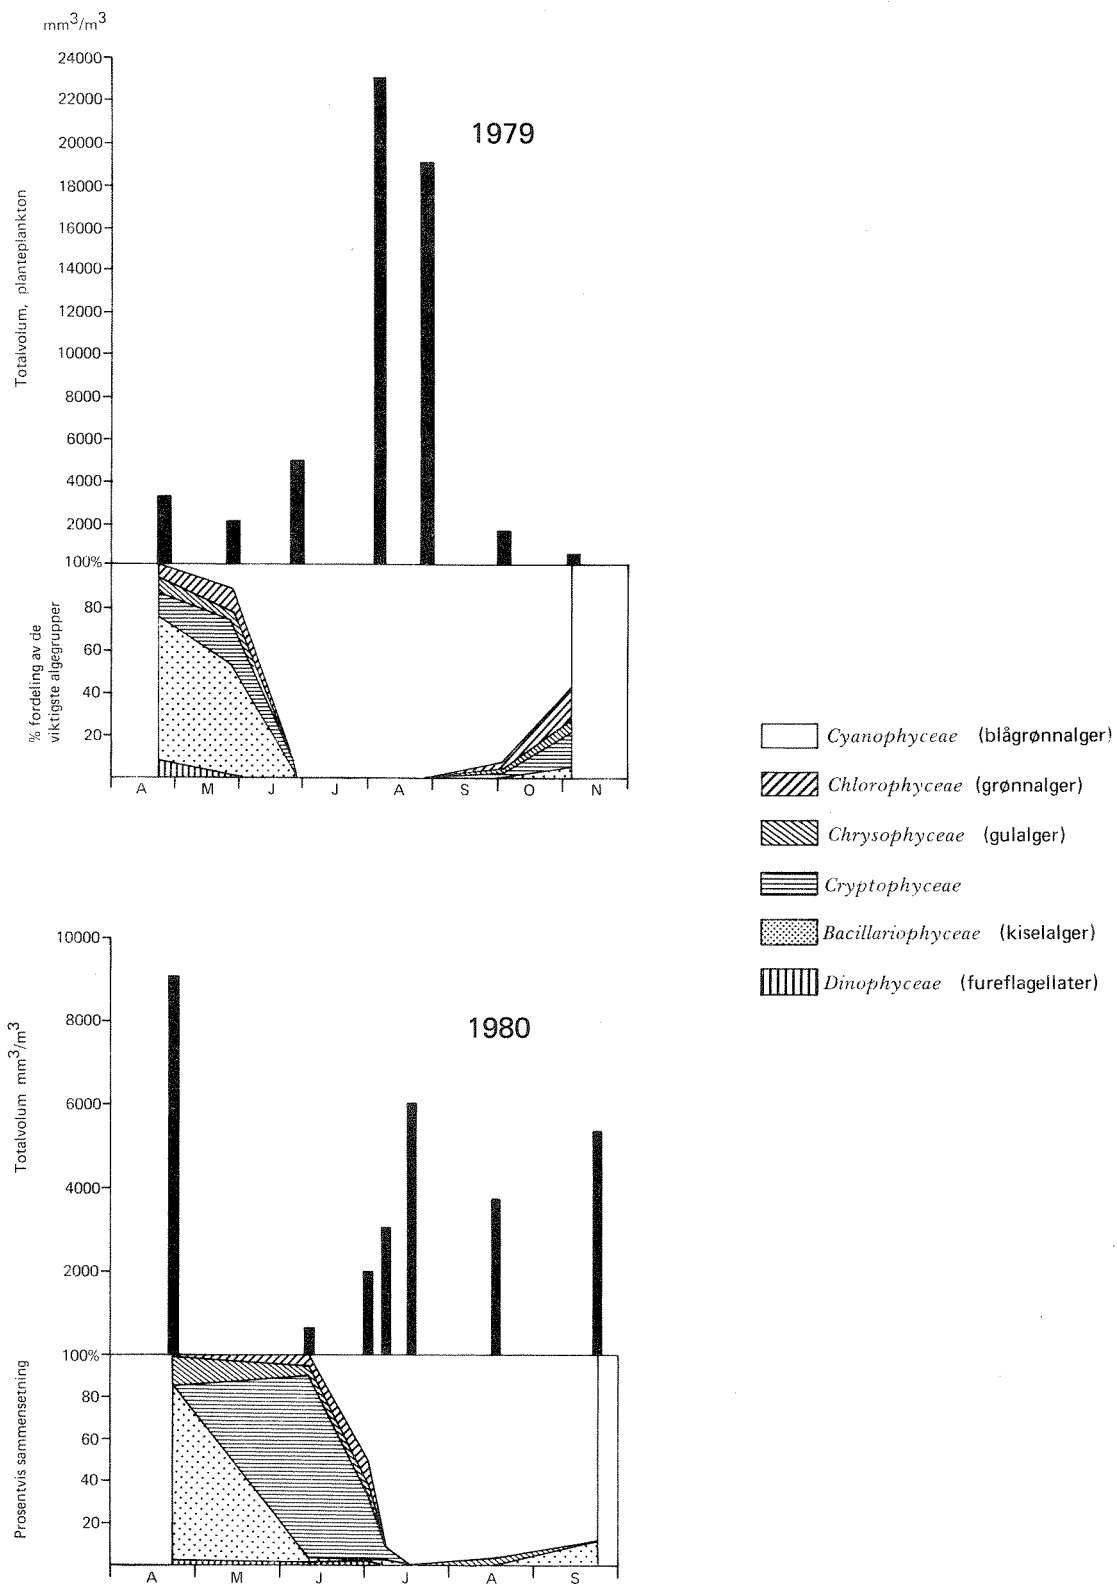 mm³/m³
24000
22000
20000
18000
16000
14000
12000
10000
8000
6000
4000
2000
Totalvolum, planteplankton
1979
100%
80
60
40
20
% fordeling av de
viktigste algegrupper
A M J J A S O N
Cyanophyceae (blågrønnalger)
Chlorophyceae (grønnalger)
Chrysophyceae (gulalger)
Cryptophyceae
Bacillariophyceae (kiselalger)
Dinophyceae (fureflagellater)
10000
8000
6000
4000
2000
Totalvolum mm³/m³
1980
100%
80
60
40
20
Prosentvis sammensetning
A M J J A S